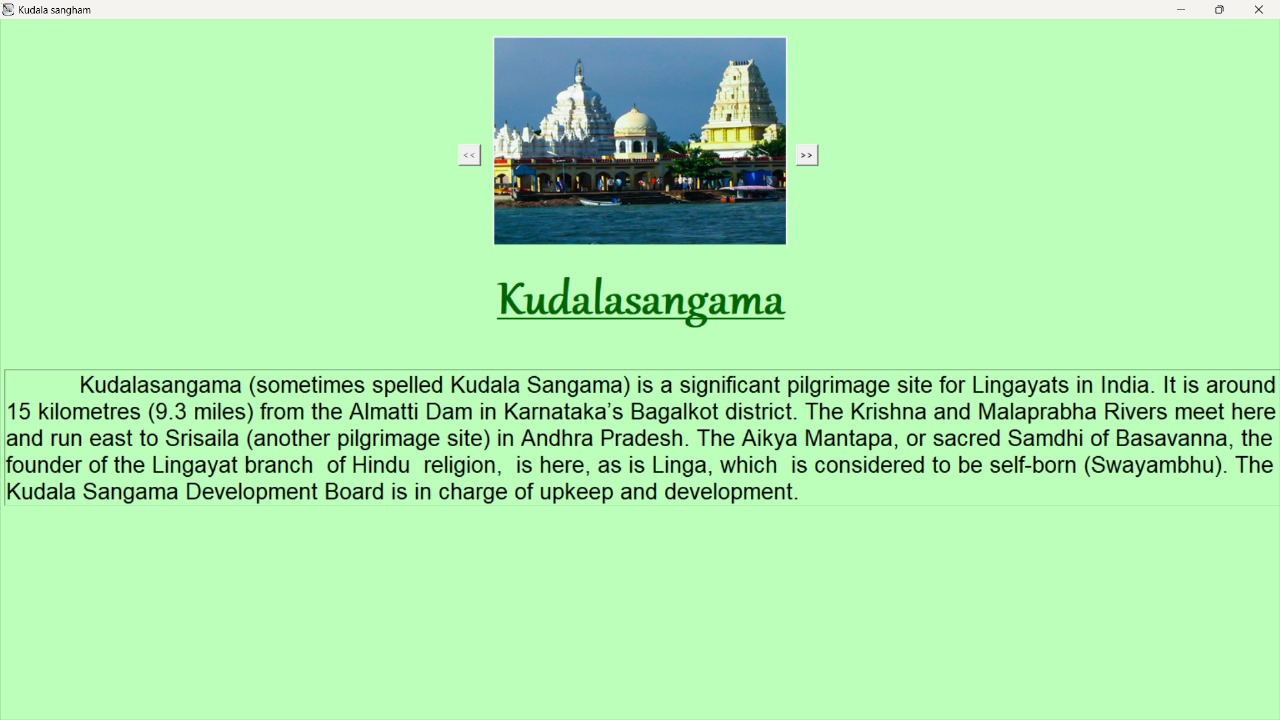 Kudala sangham
<< >>
Kudalasangama
Kudalasangama (sometimes spelled Kudala Sangama) is a significant pilgrimage site for Lingayats in India. It is around
15 kilometres (9.3 miles) from the Almatti Dam in Karnataka’s Bagalkot district. The Krishna and Malaprabha Rivers meet here
and run east to Srisaila (another pilgrimage site) in Andhra Pradesh. The Aikya Mantapa, or sacred Samdhi of Basavanna, the
founder of the Lingayat branch  of Hindu  religion,  is here, as is Linga, which  is considered to be self-born (Swayambhu). The
Kudala Sangama Development Board is in charge of upkeep and development.